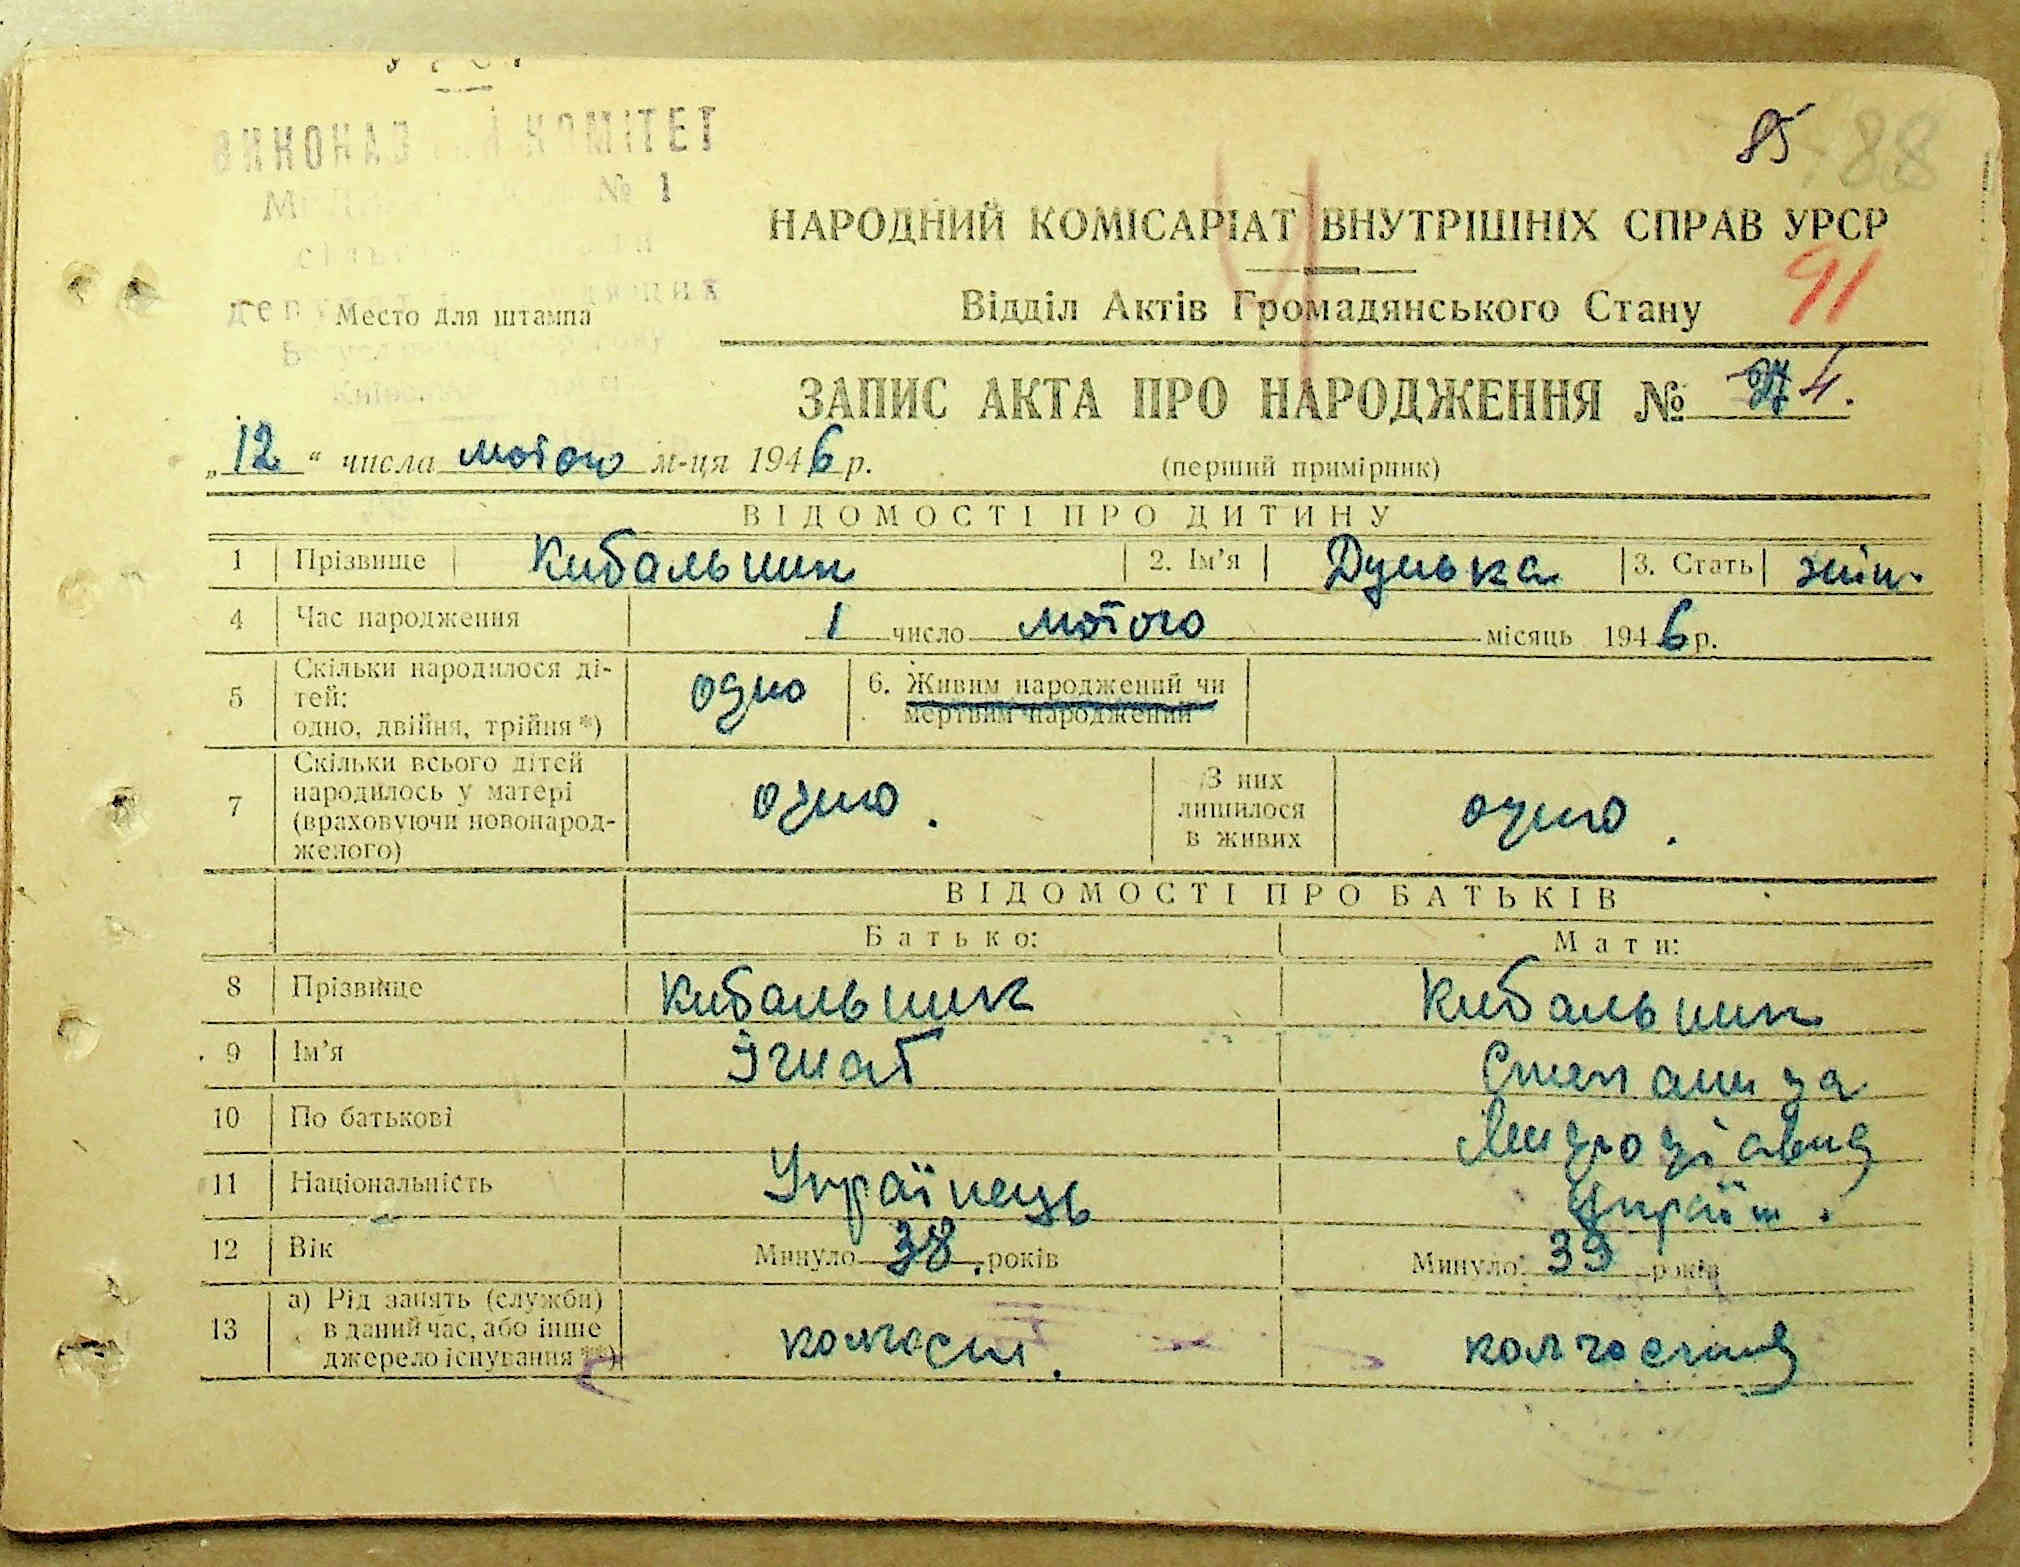 ВИКОНАВ КОМІТЕТ
№ 1
85 88
НАРОДНИЙ КОМІСАРІАТ ВНУТРІШНІХ СПРАВ УРСР
91
Відділ Актів Громадянського Стану
Место для штампа
ЗАПИС АКТА ПРО НАРОДЖЕННЯ № 4.
„12“ числа лютого м-ця 1946 р.
(перший примірник)
ВІДОМОСТІ ПРО ДИТИНУ
1 Прізвище Кибальник 2. Ім'я Дунька 3. Стать жін.
4 Час народження 1 число лютого місяць 1946 р.
5 Скільки народилося ді-
тей:
одно, двійня, трійня *) одно 6. Живим народжений чи
мертвим народжений
7 Скільки всього дітей
народилось у матері
(враховуючи новонарод-
женого) одно. З них
лишилося
в живих одно.
ВІДОМОСТІ ПРО БАТЬКІВ
Батько: Мати:
8 Прізвище Кибальник Кибальник
9 Ім'я Ігнат Степанида
10 По батькові
11 Національність Українець Україн.
12 Вік Минуло 38 років Минуло 39 років
13 а) Рід занять (служби)
в даний час, або інше
джерело існування **) колгосп. колгоспниця